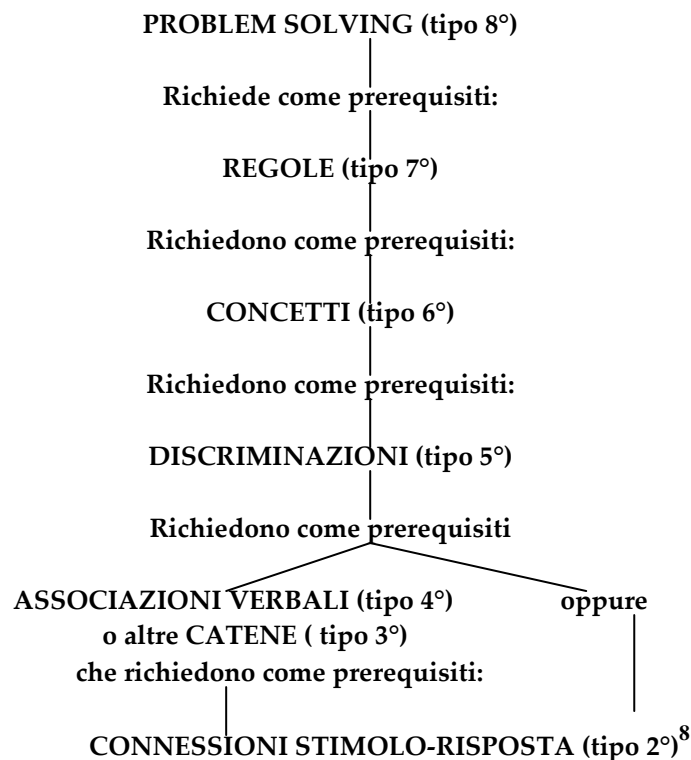 PROBLEM SOLVING (tipo 8°)
Richiede come prerequisiti:
REGOLE (tipo 7°)
Richiedono come prerequisiti:
CONCETTI (tipo 6°)
Richiedono come prerequisiti:
DISCRIMINAZIONI (tipo 5°)
Richiedono come prerequisiti
ASSOCIAZIONI VERBALI (tipo 4°) oppure
o altre CATENE ( tipo 3°)
che richiedono come prerequisiti:
CONNESSIONI STIMOLO-RISPOSTA (tipo 2°)8